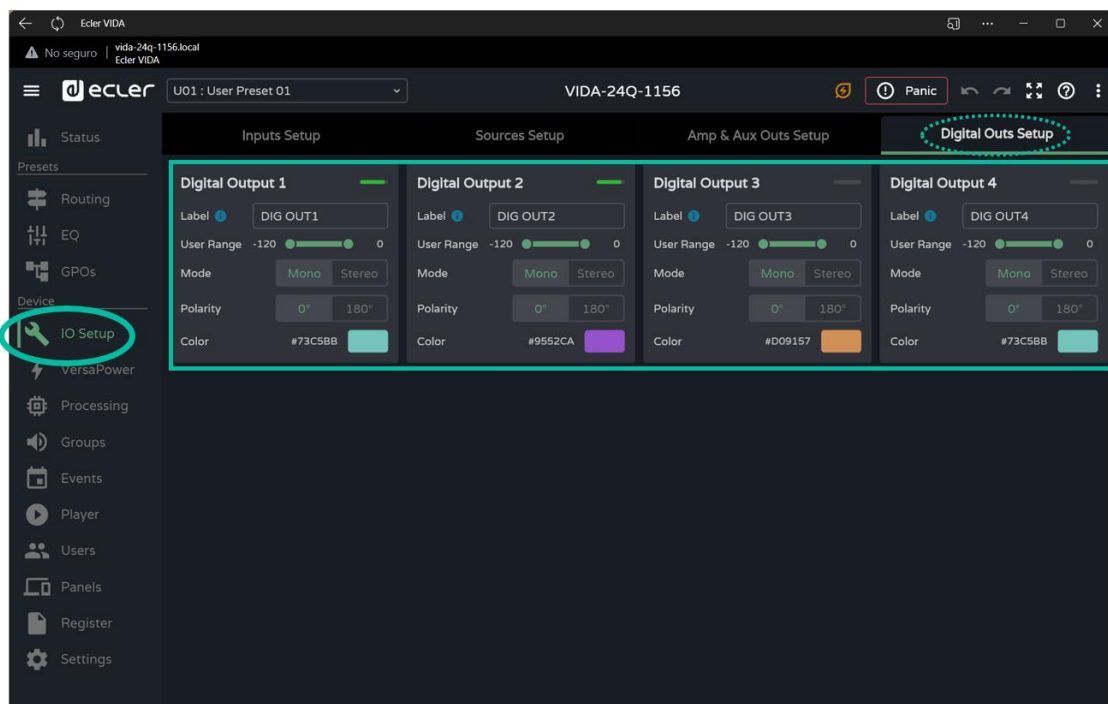 Ecler VIDA
No seguro | vida-24q-1156.local
Ecler VIDA
ecler U01 : User Preset 01 VIDA-24Q-1156 Panic
Status
Presets
Routing
EQ
GPOs
Device
IO Setup
VersaPower
Processing
Groups
Events
Player
Users
Panels
Register
Settings
Inputs Setup Sources Setup Amp & Aux Outs Setup Digital Outs Setup
Digital Output 1
Label DIG OUT1
User Range -120 0
Mode Mono Stereo
Polarity 0° 180°
Color #73C5BB
Digital Output 2
Label DIG OUT2
User Range -120 0
Mode Mono Stereo
Polarity 0° 180°
Color #9552CA
Digital Output 3
Label DIG OUT3
User Range -120 0
Mode Mono Stereo
Polarity 0° 180°
Color #D09157
Digital Output 4
Label DIG OUT4
User Range -120 0
Mode Mono Stereo
Polarity 0° 180°
Color #73C5BB